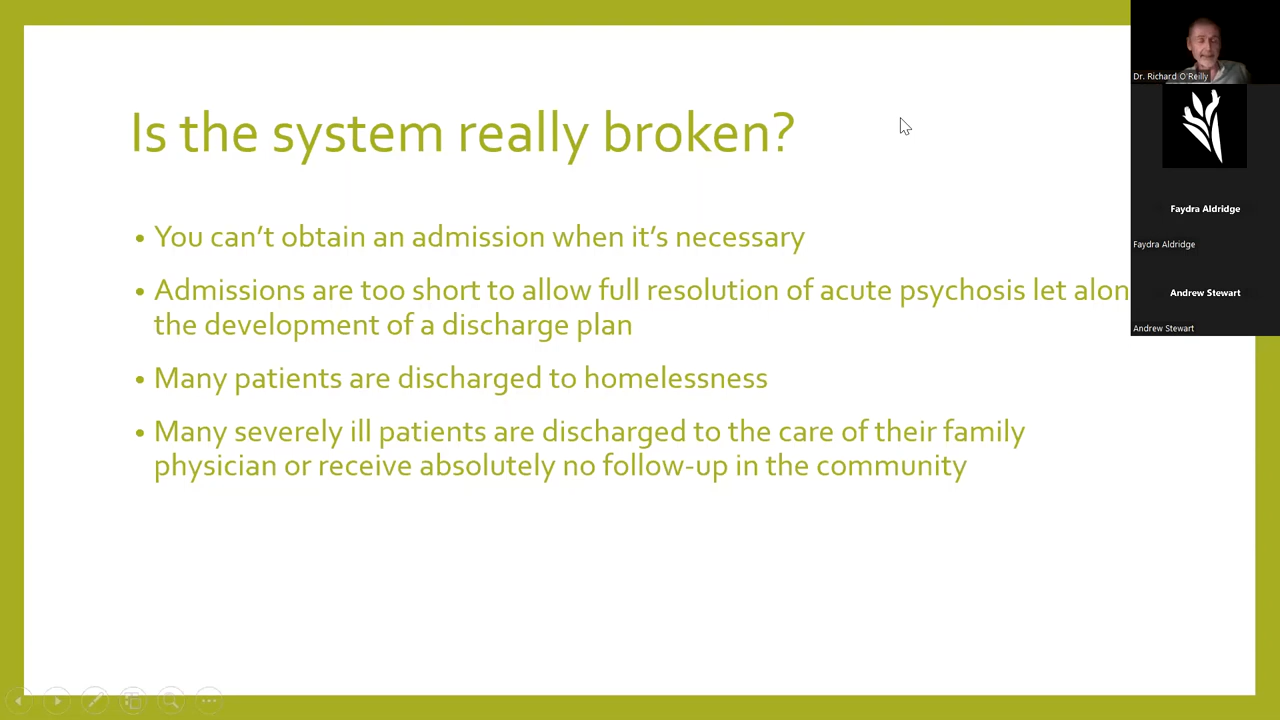 Is the system really broken?
• You can't obtain an admission when it's necessary
• Admissions are too short to allow full resolution of acute psychosis let alon
the development of a discharge plan
• Many patients are discharged to homelessness
• Many severely ill patients are discharged to the care of their family
physician or receive absolutely no follow-up in the community
Dr. Richard O'Reilly
Faydra Aldridge
Faydra Aldridge
Andrew Stewart
Andrew Stewart